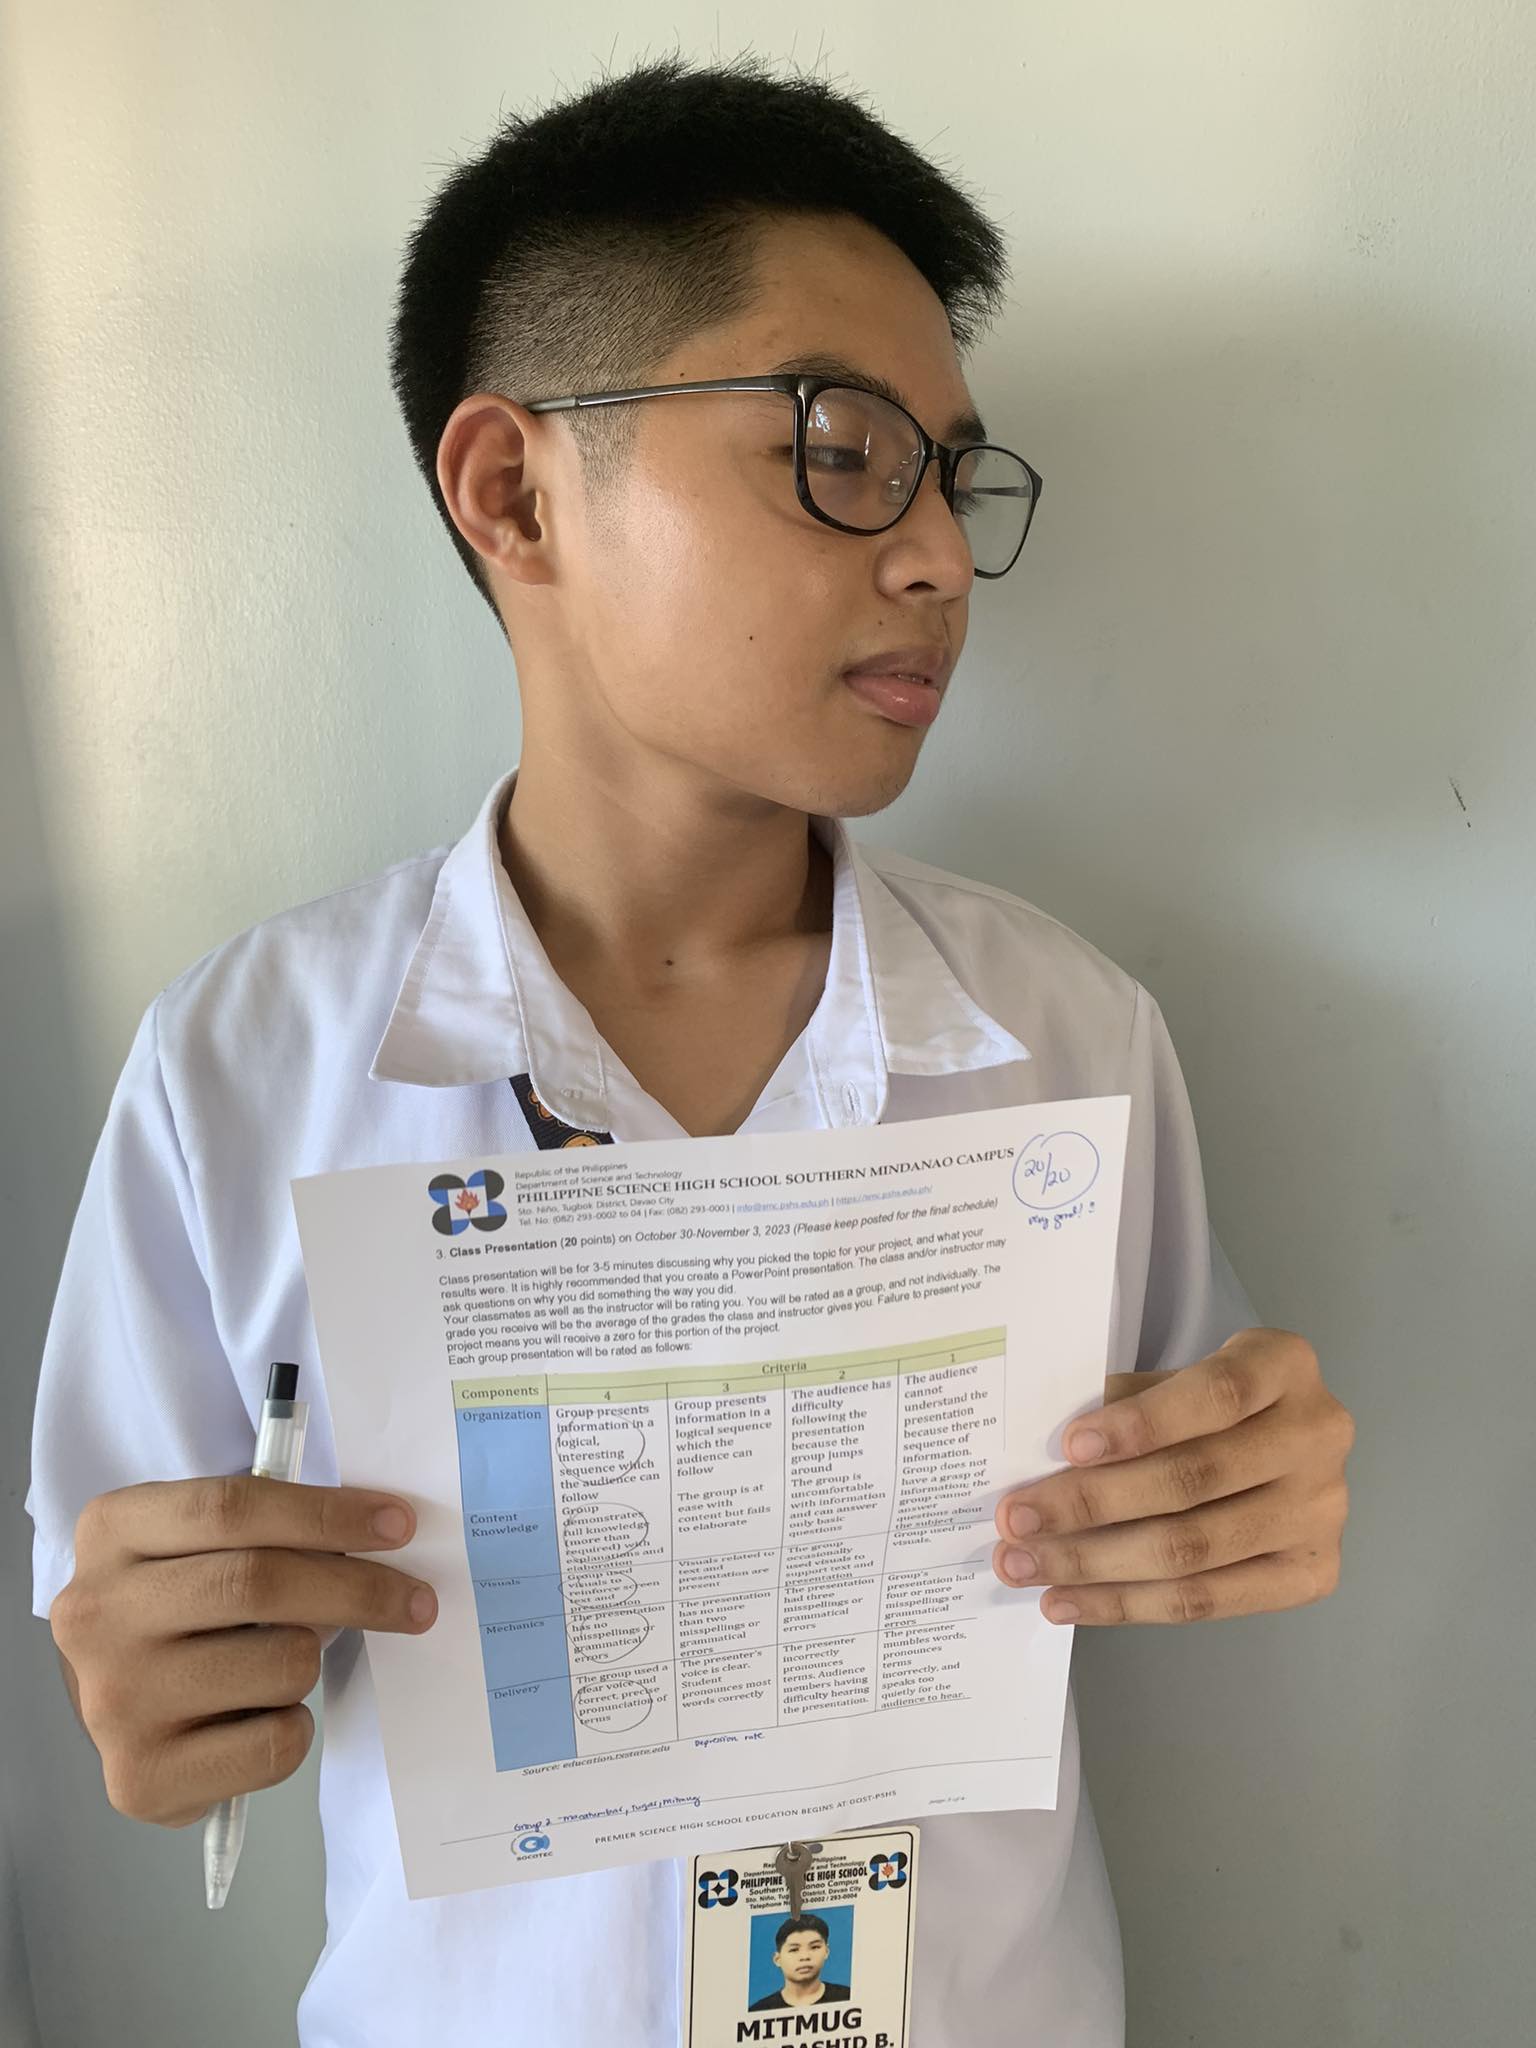 Republic of the Philippines
Department of Science and Technology
PHILIPPINE SCIENCE HIGH SCHOOL SOUTHERN MINDANAO CAMPUS
Sto. Niño, Tugbok District, Davao City
Tel. No. (082) 293-0002 to 04 | Fax: (082) 293-0003 | info@smc.pshs.edu.ph | https://smc.pshs.edu.ph/
20/20
very good! :)
3. Class Presentation (20 points) on October 30-November 3, 2023 (Please keep posted for the final schedule)
Class presentation will be for 3-5 minutes discussing why you picked the topic for your project, and what your
results were. It is highly recommended that you create a PowerPoint presentation. The class and/or instructor may
ask questions on why you did something the way you did.
Your classmates as well as the instructor will be rating you. You will be rated as a group, and not individually. The
grade you receive will be the average of the grades the class and instructor gives you. Failure to present your
project means you will receive a zero for this portion of the project.
Each group presentation will be rated as follows:
Components
Criteria
4
3
2
1
Organization
Group presents
information in a
logical,
interesting
sequence which
the audience can
follow
Group presents
information in a
logical sequence
which the
audience can
follow
The audience has
difficulty
following the
presentation
because the
group jumps
around
The audience
cannot
understand the
presentation
because there no
sequence of
information.
Content
Knowledge
Group
demonstrates
full knowledge
(more than
required) with
explanations and
elaboration
The group is at
ease with
content but fails
to elaborate
The group is
uncomfortable
with information
and can answer
only basic
questions
Group does not
have a grasp of
information; the
group cannot
answer
questions about
the subject
Visuals
Group used
visuals to
reinforce screen
text and
presentation
Visuals related to
text and
presentation are
present
The group
occasionally
used visuals to
support text and
presentation
Group used no
visuals.
Mechanics
The presentation
has no
misspellings or
grammatical
errors
The presentation
has no more
than two
misspellings or
grammatical
errors
The presentation
had three
misspellings or
grammatical
errors
Group's
presentation had
four or more
misspellings or
grammatical
errors
Delivery
The group used a
clear voice and
correct, precise
pronunciation of
terms
The presenter's
voice is clear.
Student
pronounces most
words correctly
The presenter
incorrectly
pronounces
terms. Audience
members having
difficulty hearing
the presentation.
The presenter
mumbles words,
pronounces
terms
incorrectly, and
speaks too
quietly for the
audience to hear.
Source: education.txstate.edu
Depression rate
Group 2 - Tugas, Mitmug
SOCOTEC
PREMIER SCIENCE HIGH SCHOOL EDUCATION BEGINS AT DOST-PSHS
PHILIPPINE SCIENCE HIGH SCHOOL
Sto. Niño, District, Davao City
MITMUG
RASHID B.